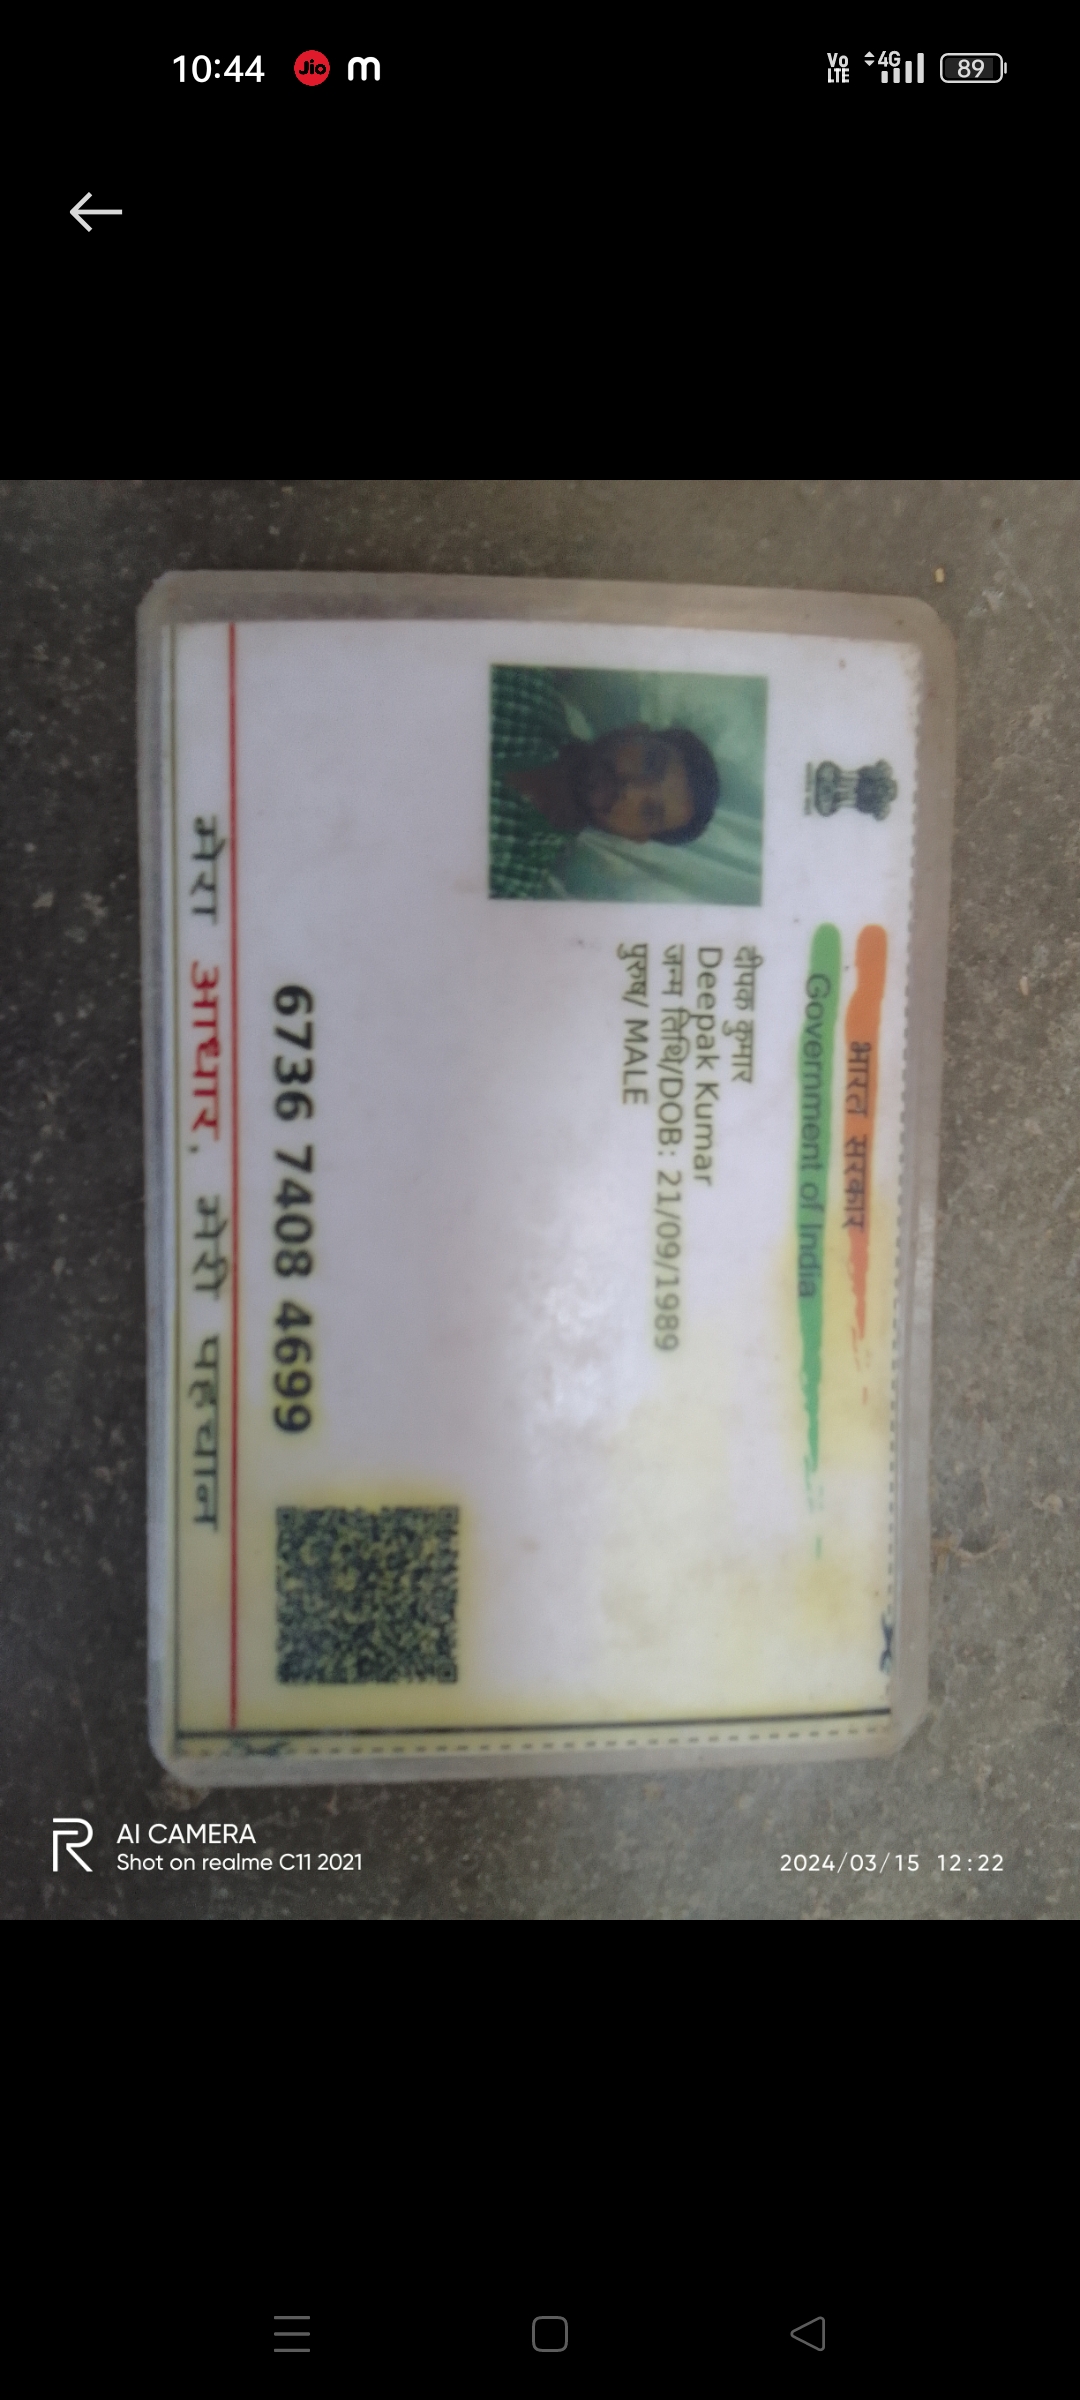 10:44 Jio m Vo LTE 4G 89
भारत सरकार
Government of India
दीपक कुमार
Deepak Kumar
जन्म तिथि/DOB: 21/09/1989
पुरुष/ MALE
6736 7408 4699
मेरा आधार, मेरी पहचान
AI CAMERA
Shot on realme C11 2021
2024/03/15 12:22